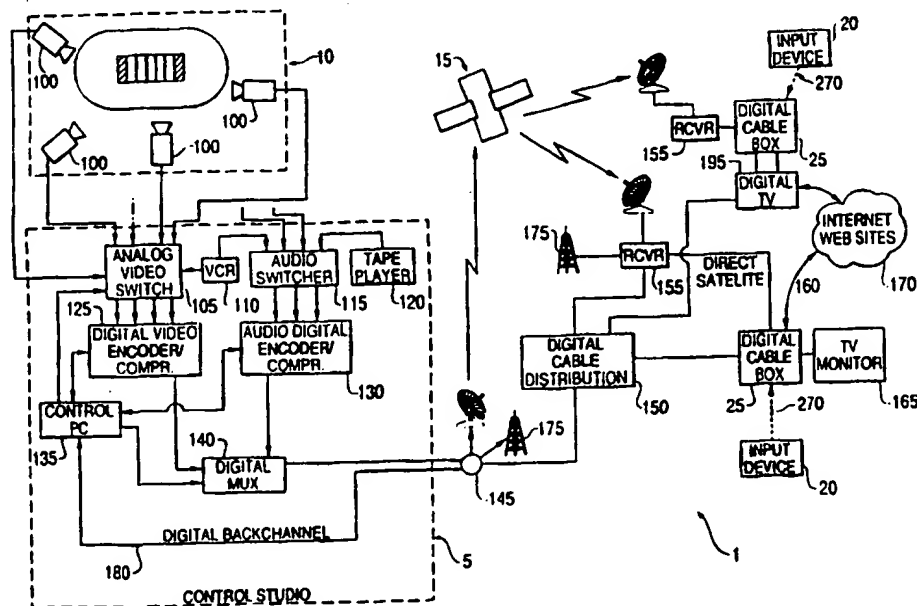 100
100
100
100
10
15
20
INPUT
DEVICE
270
RCVR
155
DIGITAL
CABLE
BOX
25
195
DIGITAL
TV
INTERNET
WEB SITES
170
175
RCVR
155
DIRECT
SATELITE
160
ANALOG
VIDEO
SWITCH
105
VCR
110
AUDIO
SWITCHER
115
TAPE
PLAYER
120
125
DIGITAL VIDEO
ENCODER/
COMPR.
AUDIO DIGITAL
ENCODER/
COMPR.
130
DIGITAL
CABLE
DISTRIBUTION
150
DIGITAL
CABLE
BOX
25
TV
MONITOR
165
270
INPUT
DEVICE
20
CONTROL
PC
135
140
DIGITAL
MUX
175
145
DIGITAL BACKCHANNEL
180
5
1
CONTROL STUDIO